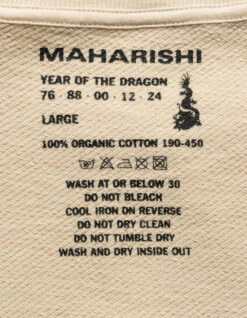 MAHARISHI
YEAR OF THE DRAGON
76 · 88 · 00 · 12 · 24
LARGE
100% ORGANIC COTTON 190-450
WASH AT OR BELOW 30
DO NOT BLEACH
COOL IRON ON REVERSE
DO NOT DRY CLEAN
DO NOT TUMBLE DRY
WASH AND DRY INSIDE OUT